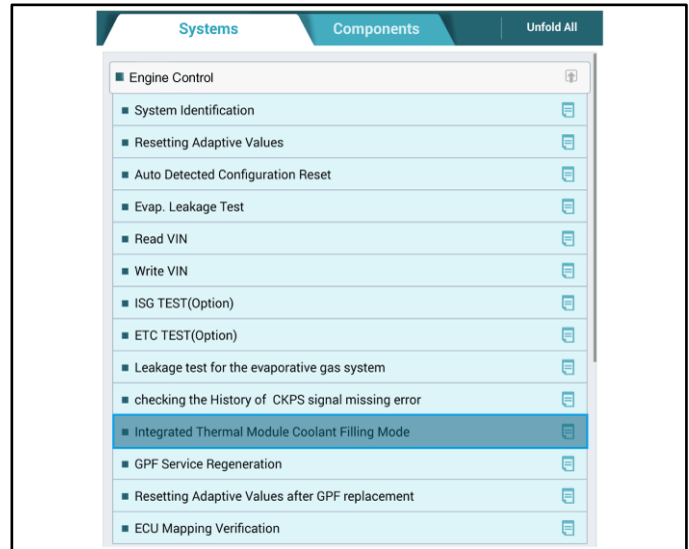 Systems
Components
Unfold All
Engine Control
System Identification
Resetting Adaptive Values
Auto Detected Configuration Reset
Evap. Leakage Test
Read VIN
Write VIN
ISG TEST(Option)
ETC TEST(Option)
Leakage test for the evaporative gas system
checking the History of CKPS signal missing error
Integrated Thermal Module Coolant Filling Mode
GPF Service Regeneration
Resetting Adaptive Values after GPF replacement
ECU Mapping Verification